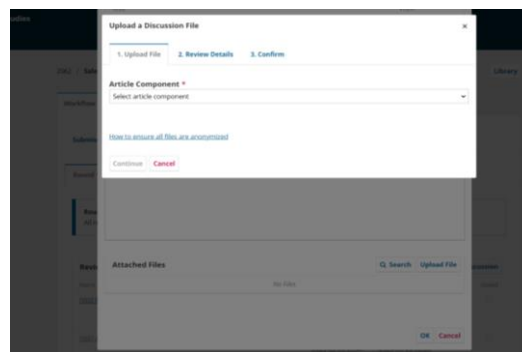 Upload a Discussion File ×
1. Upload File 2. Review Details 3. Confirm
Article Component *
Select article component
How to ensure all files are anonymized
Continue Cancel
Library
Workflow
Attached Files Search Upload File
No Files
OK Cancel